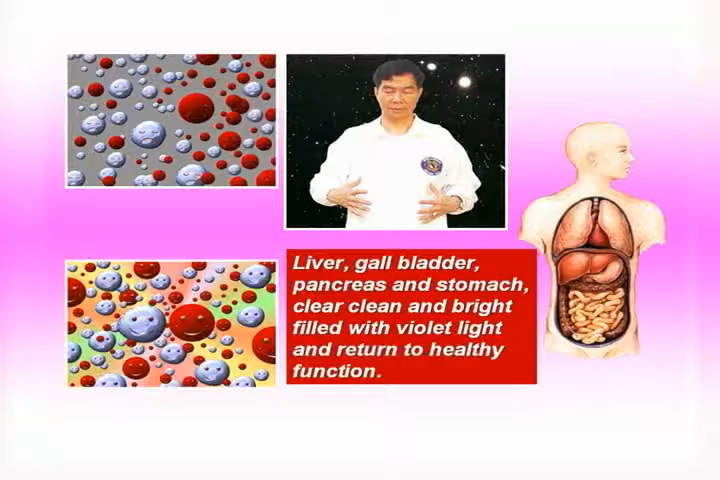 Liver, gall bladder,
pancreas and stomach,
clear clean and bright
filled with violet light
and return to healthy
function.